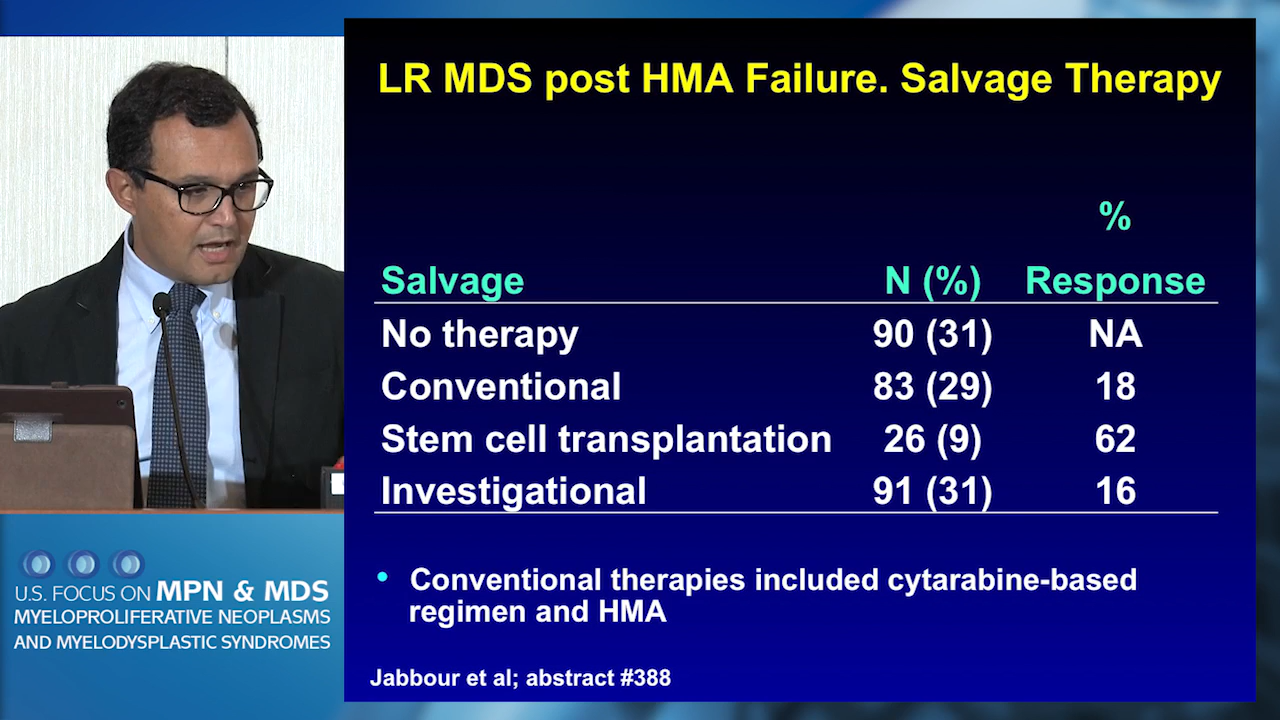 LR MDS post HMA Failure. Salvage Therapy
%
Salvage N (%) Response
No therapy 90 (31) NA
Conventional 83 (29) 18
Stem cell transplantation 26 (9) 62
Investigational 91 (31) 16
• Conventional therapies included cytarabine-based
regimen and HMA
Jabbour et al; abstract #388
U.S. FOCUS ON MPN & MDS
MYELOPROLIFERATIVE NEOPLASMS
AND MYELODYSPLASTIC SYNDROMES